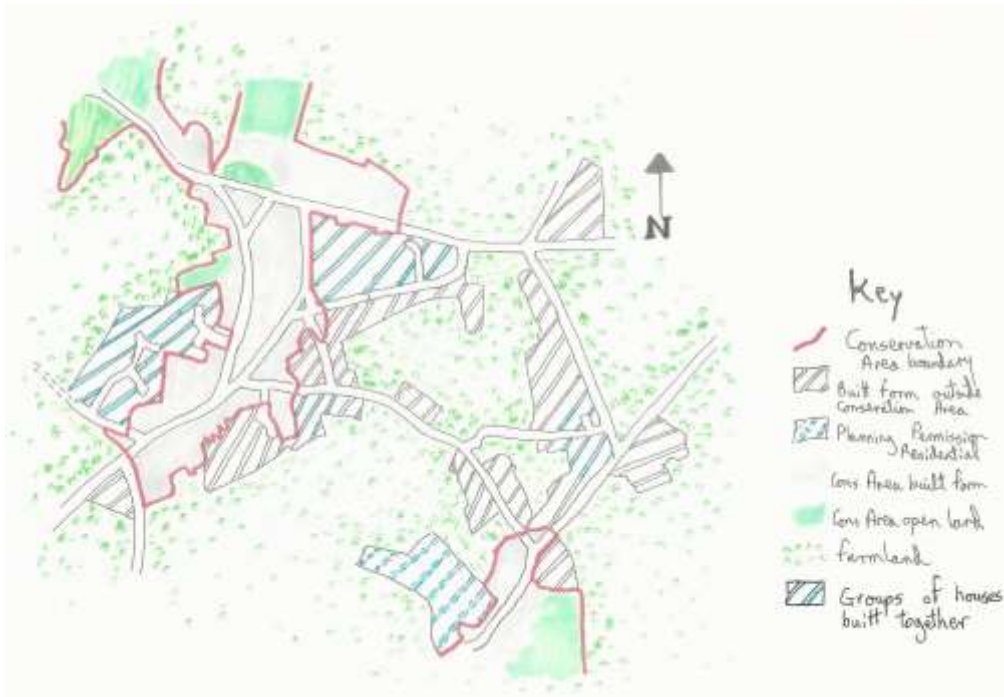 N
Key
Conservation
Area boundary
Built form outside
Conservation Area
Planning Permission
Residential
Cons Area built form
Cons Area open land
farmland
Groups of houses
built together